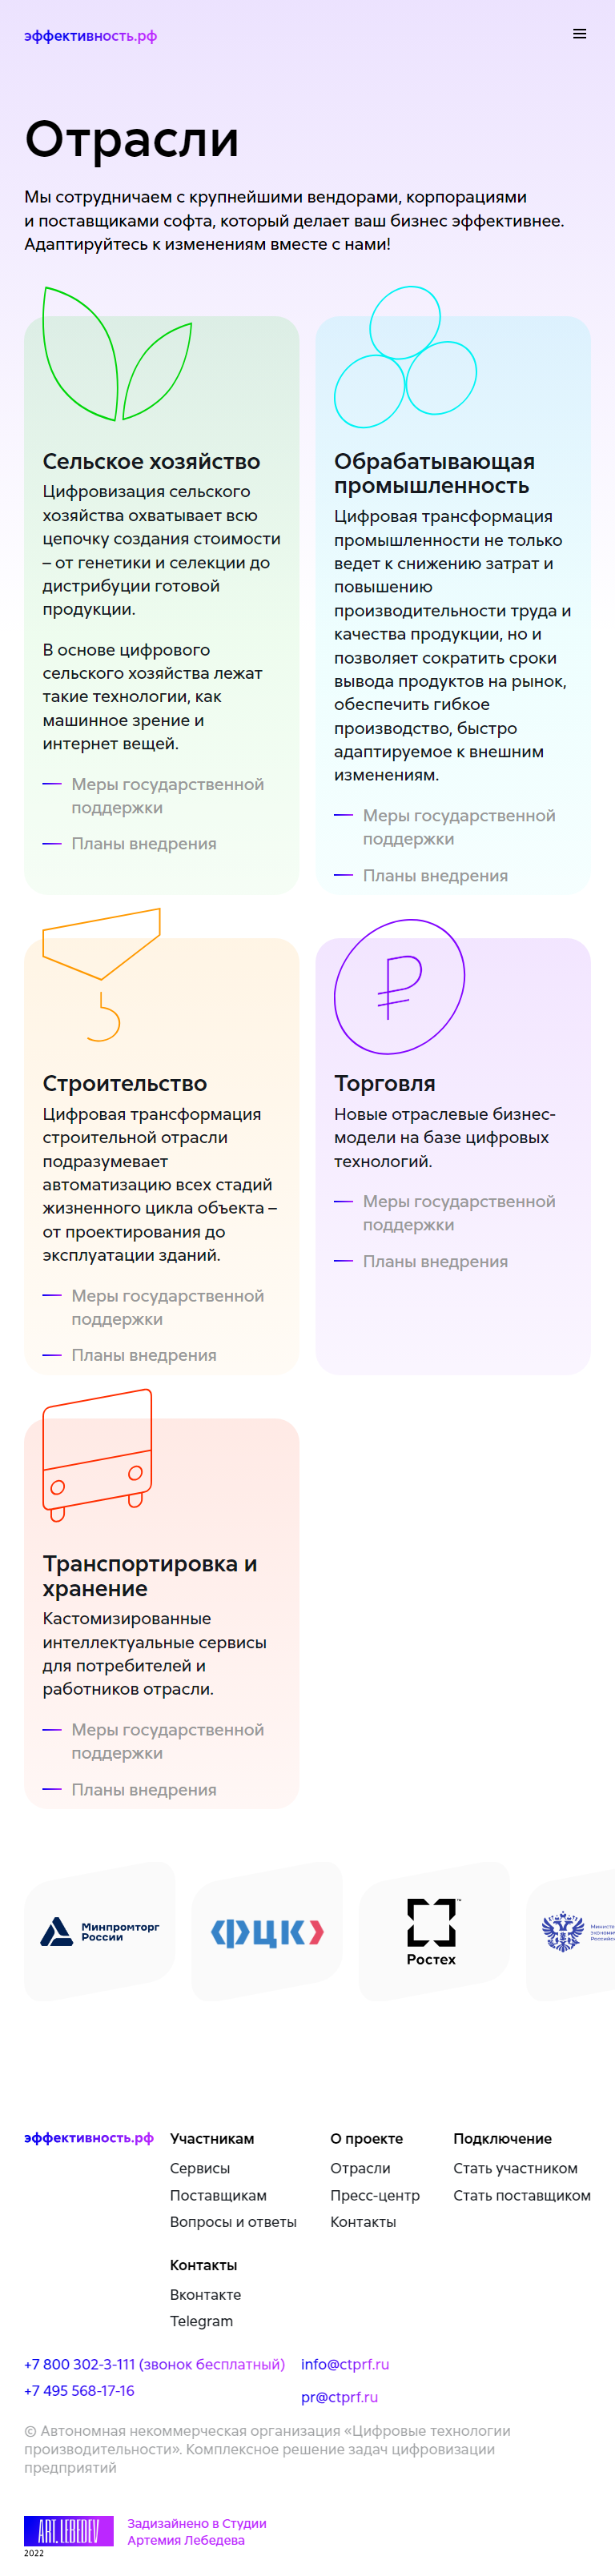 эффективность.рф
Отрасли
Мы сотрудничаем с крупнейшими вендорами, корпорациями
и поставщиками софта, который делает ваш бизнес эффективнее.
Адаптируйтесь к изменениям вместе с нами!
Сельское хозяйство
Цифровизация сельского
хозяйства охватывает всю
цепочку создания стоимости
– от генетики и селекции до
дистрибуции готовой
продукции.
В основе цифрового
сельского хозяйства лежат
такие технологии, как
машинное зрение и
интернет вещей.
Меры государственной
поддержки
Планы внедрения
Обрабатывающая
промышленность
Цифровая трансформация
промышленности не только
ведет к снижению затрат и
повышению
производительности труда и
качества продукции, но и
позволяет сократить сроки
вывода продуктов на рынок,
обеспечить гибкое
производство, быстро
адаптируемое к внешним
изменениям.
Меры государственной
поддержки
Планы внедрения
Строительство
Цифровая трансформация
строительной отрасли
подразумевает
автоматизацию всех стадий
жизненного цикла объекта –
от проектирования до
эксплуатации зданий.
Меры государственной
поддержки
Планы внедрения
₽
Торговля
Новые отраслевые бизнес-
модели на базе цифровых
технологий.
Меры государственной
поддержки
Планы внедрения
Транспортировка и
хранение
Кастомизированные
интеллектуальные сервисы
для потребителей и
работников отрасли.
Меры государственной
поддержки
Планы внедрения
Минпромторг
России
ФЦК
Ростех
эффективность.рф
Участникам
Сервисы
Поставщикам
Вопросы и ответы
О проекте
Отрасли
Пресс-центр
Контакты
Подключение
Стать участником
Стать поставщиком
Контакты
Вконтакте
Telegram
+7 800 302-3-111 (звонок бесплатный)
+7 495 568-17-16
info@ctprf.ru
pr@ctprf.ru
© Автономная некоммерческая организация «Цифровые технологии
производительности». Комплексное решение задач цифровизации
предприятий
ART. LEBEDEV
2022
Задизайнено в Студии
Артемия Лебедева